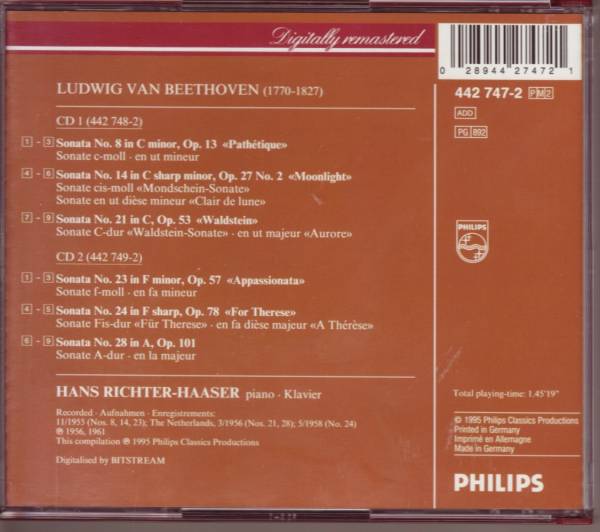 Digitally remastered
0 28944 27472 1
442 747-2 PM2
ADD
PG 892
PHILIPS
LUDWIG VAN BEETHOVEN (1770-1827)
CD 1 (442 748-2)
1 - 3 Sonata No. 8 in C minor, Op. 13 «Pathétique»
Sonate c-moll · en ut mineur
4 - 6 Sonata No. 14 in C sharp minor, Op. 27 No. 2 «Moonlight»
Sonate cis-moll «Mondschein-Sonate»
Sonate en ut dièse mineur «Clair de lune»
7 - 9 Sonata No. 21 in C, Op. 53 «Waldstein»
Sonate C-dur «Waldstein-Sonate» · en ut majeur «Aurore»
CD 2 (442 749-2)
1 - 3 Sonata No. 23 in F minor, Op. 57 «Appassionata»
Sonate f-moll · en fa mineur
4 - 5 Sonata No. 24 in F sharp, Op. 78 «For Therese»
Sonate Fis-dur «Für Therese» · en fa dièse majeur «A Thérèse»
6 - 9 Sonata No. 28 in A, Op. 101
Sonate A-dur · en la majeur
HANS RICHTER-HAASER piano · Klavier
Recorded · Aufnahmen · Enregistrements:
11/1955 (Nos. 8, 14, 23); The Netherlands, 3/1956 (Nos. 21, 28); 5/1958 (No. 24)
℗ 1956, 1961
This compilation ℗ 1995 Philips Classics Productions
Digitalised by BITSTREAM
Total playing-time: 1.45'19"
© 1995 Philips Classics Productions
Printed in Germany
Imprimé en Allemagne
Made in Germany
PHILIPS